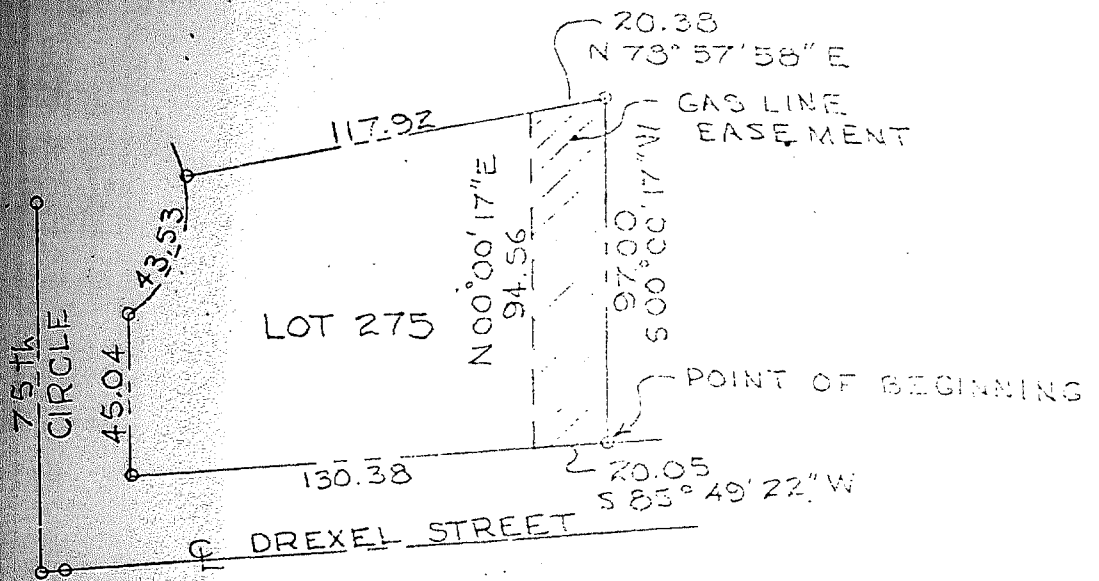 20.38
N 78° 57' 58" E
GAS LINE
EASEMENT
117.92
43.53
N 00° 00' 17" E
94.56
97.00
S 00° 00' 17" W
LOT 275
75th
CIRCLE
45.04
POINT OF BEGINNING
130.38
20.05
S 85° 49' 22" W
℄ DREXEL STREET